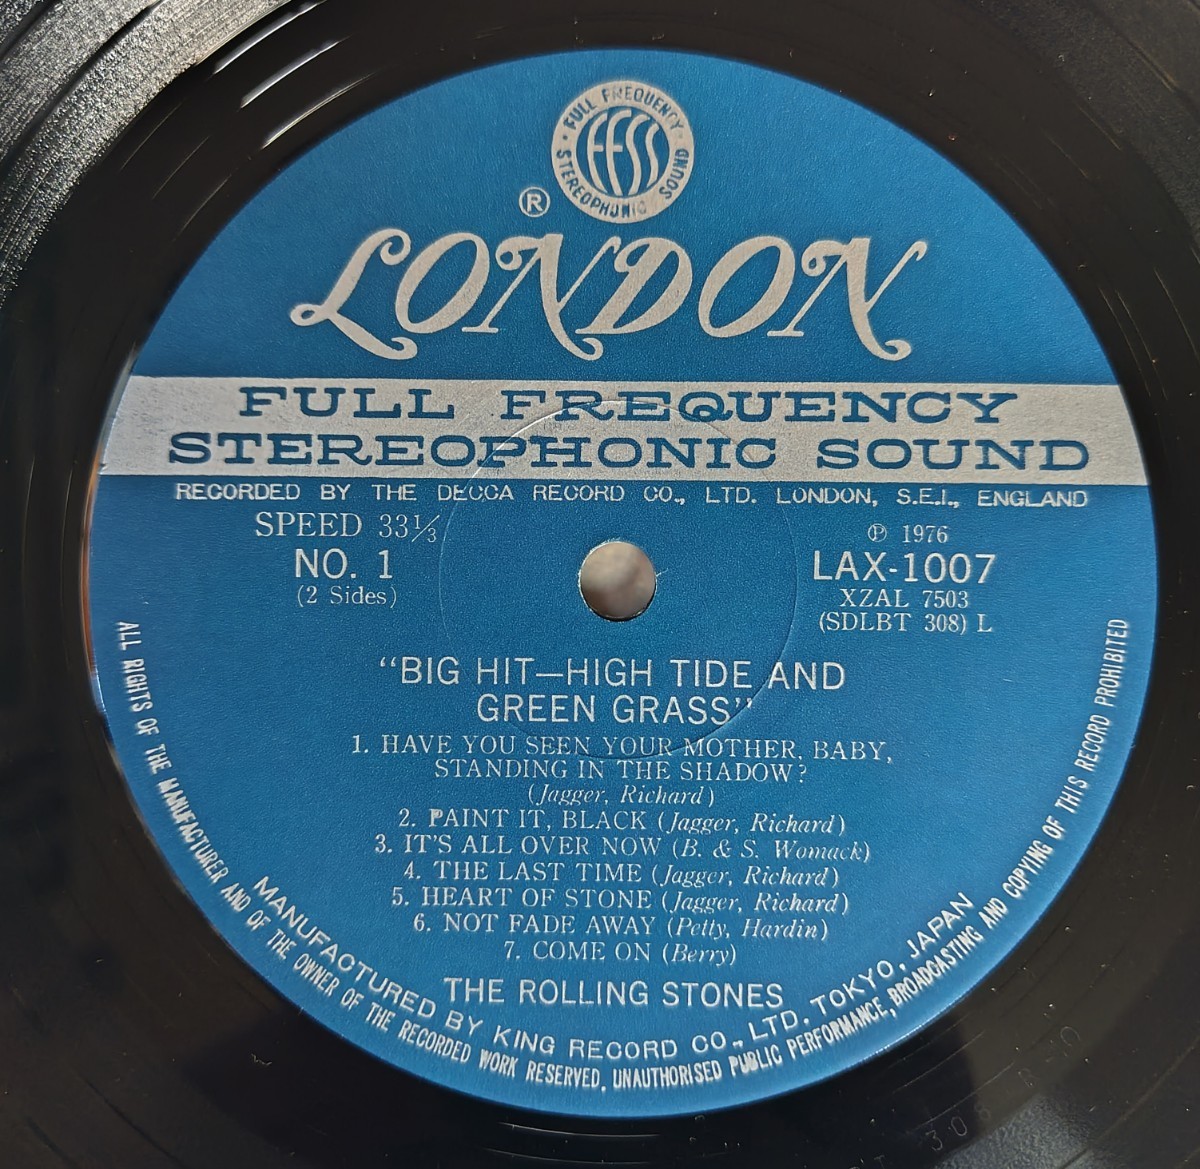 FULL FREQUENCY
FFSS
STEREOPHONIC SOUND
®
LONDON
FULL FREQUENCY
STEREOPHONIC SOUND
RECORDED BY THE DECCA RECORD CO., LTD. LONDON, S.E.I., ENGLAND
SPEED 33⅓
NO. 1
(2 Sides)
℗ 1976
LAX-1007
XZAL 7503
(SDLBT 308) L
"BIG HIT—HIGH TIDE AND
GREEN GRASS"
1. HAVE YOU SEEN YOUR MOTHER, BABY,
STANDING IN THE SHADOW?
(Jagger, Richard)
2. PAINT IT, BLACK (Jagger, Richard)
3. IT'S ALL OVER NOW (B. & S. Womack)
4. THE LAST TIME (Jagger, Richard)
5. HEART OF STONE (Jagger, Richard)
6. NOT FADE AWAY (Petty, Hardin)
7. COME ON (Berry)
THE ROLLING STONES
MANUFACTURED BY KING RECORD CO., LTD. TOKYO, JAPAN
ALL RIGHTS OF THE MANUFACTURER AND OF THE OWNER OF THE RECORDED WORK RESERVED. UNAUTHORISED PUBLIC PERFORMANCE, BROADCASTING AND COPYING OF THIS RECORD PROHIBITED